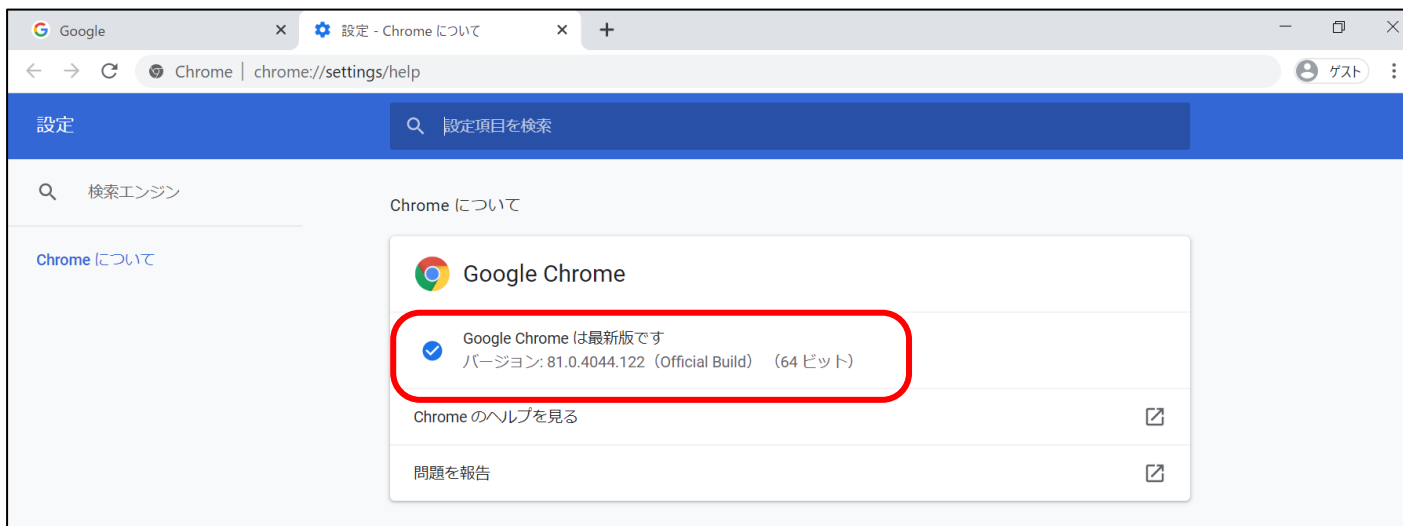 Google
設定 - Chrome について
Chrome | chrome://settings/help
ゲスト
設定
設定項目を検索
検索エンジン
Chrome について
Chrome について
Google Chrome
Google Chrome は最新版です
バージョン: 81.0.4044.122（Official Build） （64 ビット）
Chrome のヘルプを見る
問題を報告